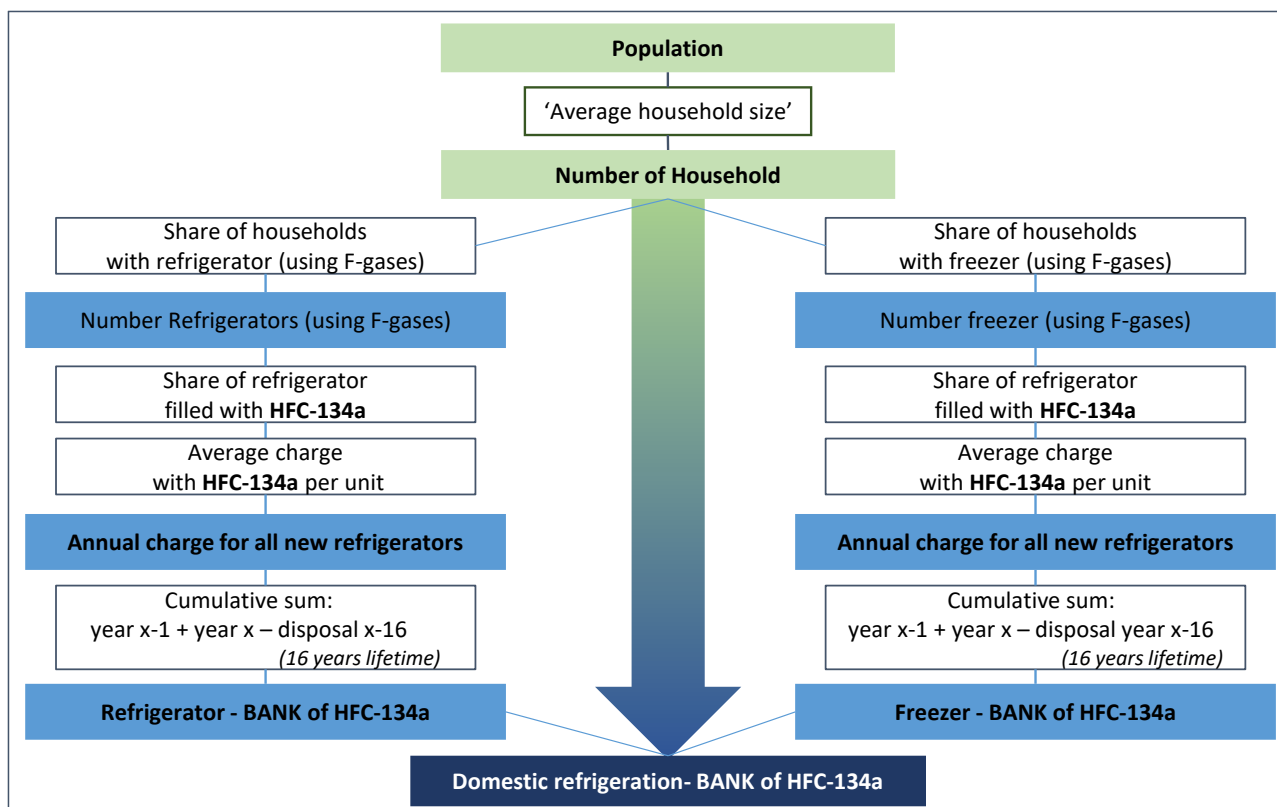 Population
‘Average household size’
Number of Household
Share of households
with refrigerator (using F-gases)
Number Refrigerators (using F-gases)
Share of refrigerator
filled with HFC-134a
Average charge
with HFC-134a per unit
Annual charge for all new refrigerators
Cumulative sum:
year x-1 + year x – disposal x-16
(16 years lifetime)
Refrigerator - BANK of HFC-134a
Share of households
with freezer (using F-gases)
Number freezer (using F-gases)
Share of refrigerator
filled with HFC-134a
Average charge
with HFC-134a per unit
Annual charge for all new refrigerators
Cumulative sum:
year x-1 + year x – disposal year x-16
(16 years lifetime)
Freezer - BANK of HFC-134a
Domestic refrigeration- BANK of HFC-134a